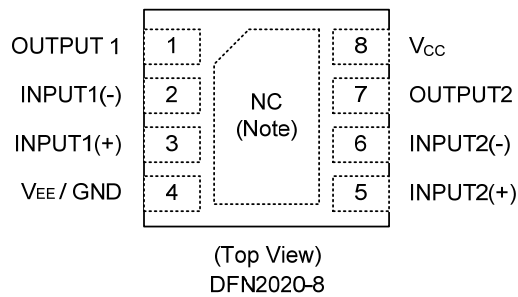 OUTPUT 1 1 8 VCC
INPUT1(-) 2 7 OUTPUT2
NC
(Note)
INPUT1(+) 3 6 INPUT2(-)
VEE / GND 4 5 INPUT2(+)
(Top View)
DFN2020-8